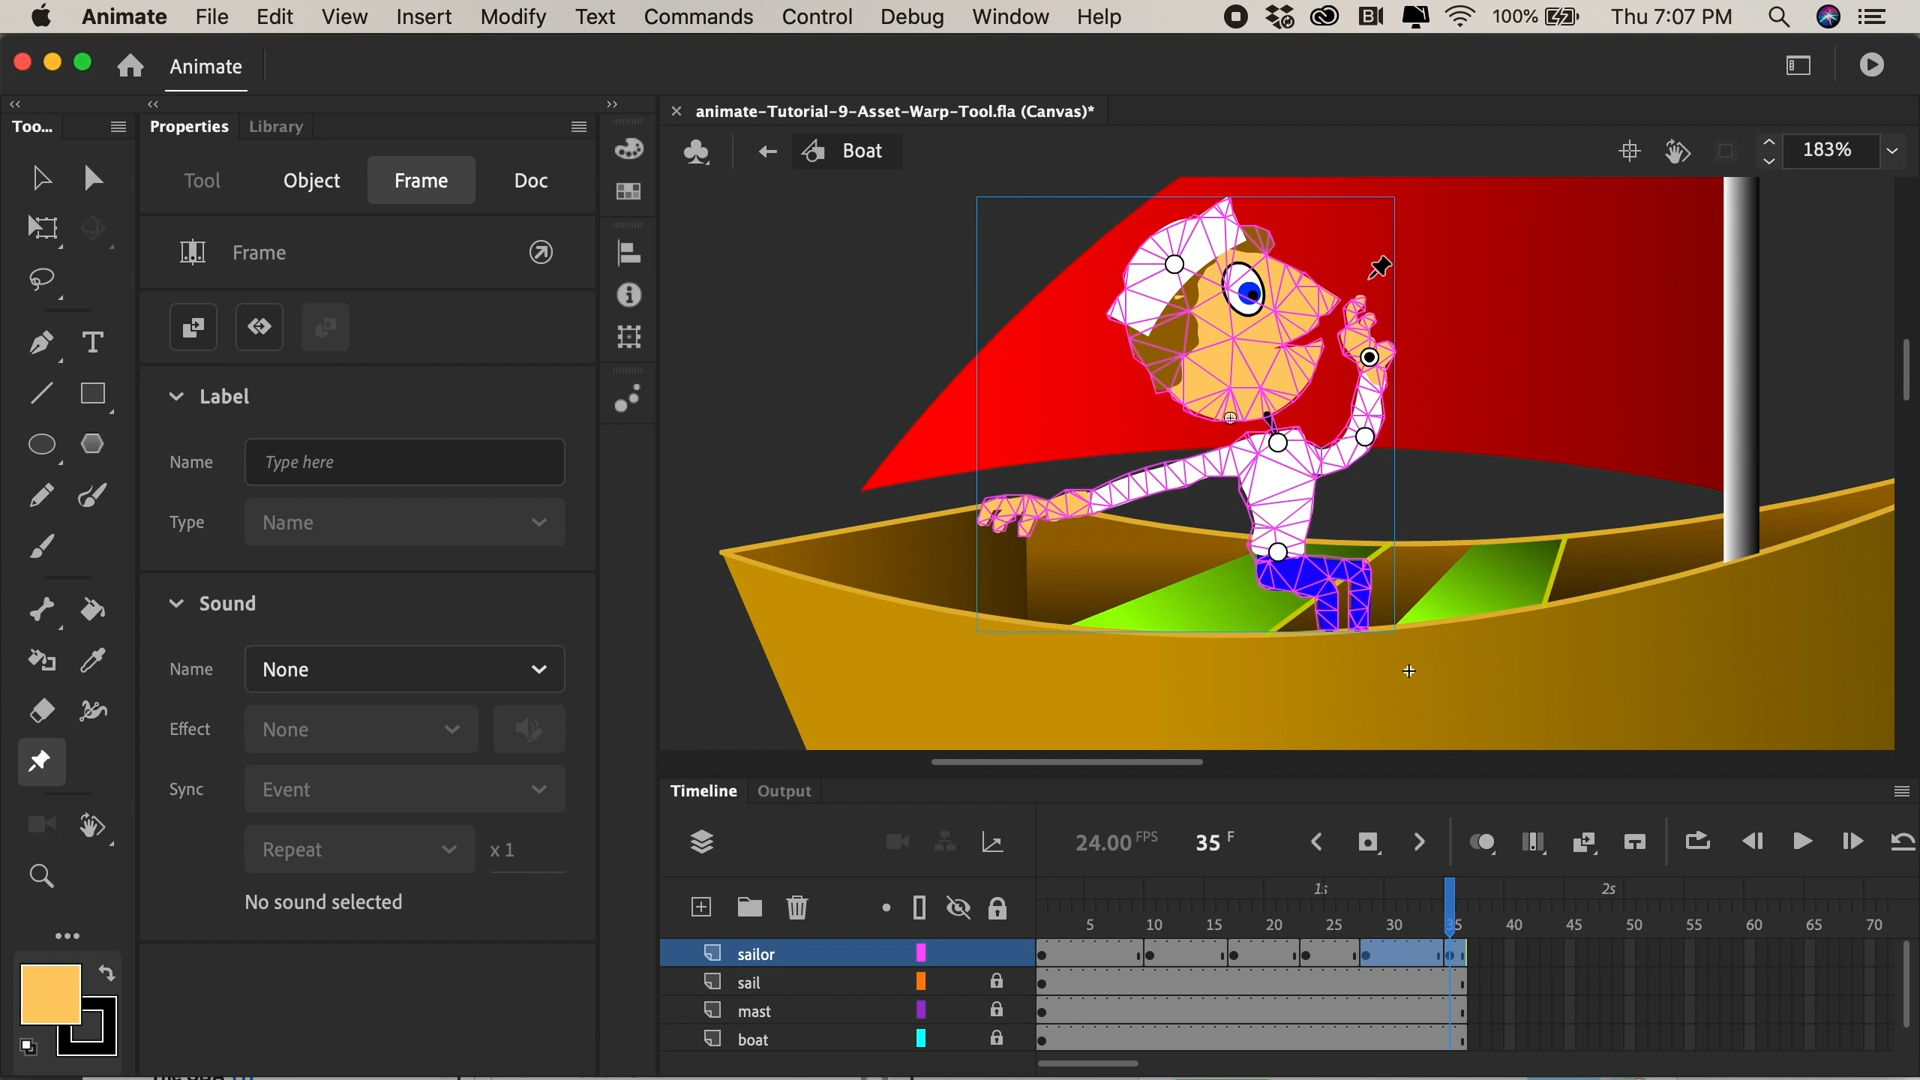 Animate File Edit View Insert Modify Text Commands Control Debug Window Help 100% Thu 7:07 PM
Animate
Too... Properties Library
animate-Tutorial-9-Asset-Warp-Tool.fla (Canvas)*
Boat 183%
Tool Object Frame Doc
Frame
Label
Name Type here
Type Name
Sound
Name None
Effect None
Sync Event
Repeat x 1
No sound selected
Timeline Output
24.00 FPS 35 F
1s 2s
5 10 15 20 25 30 35 40 45 50 55 60 65 70
sailor
sail
mast
boat